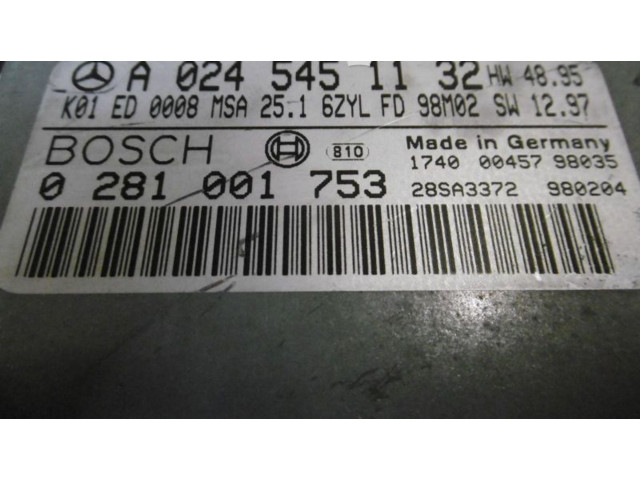 A 024 545 11 32 HW 48.95
K01 ED 0008 MSA 25.1 6ZYL FD 98M02 SW 12.97
BOSCH 810 Made in Germany
1740 00457 98035
0 281 001 753 28SA3372 980204